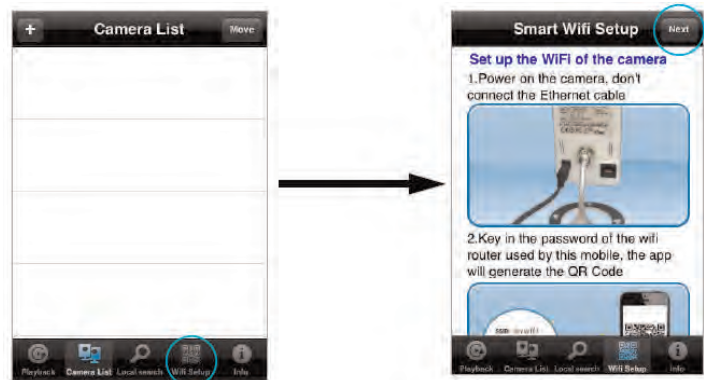 + Camera List Move
Playback Camera List Local search Wifi Setup Info
Smart Wifi Setup Next
Set up the WiFi of the camera
1.Power on the camera, don't
connect the Ethernet cable
2.Key in the password of the wifi
router used by this mobile, the app
will generate the QR Code
Playback Camera List Local search Wifi Setup Info